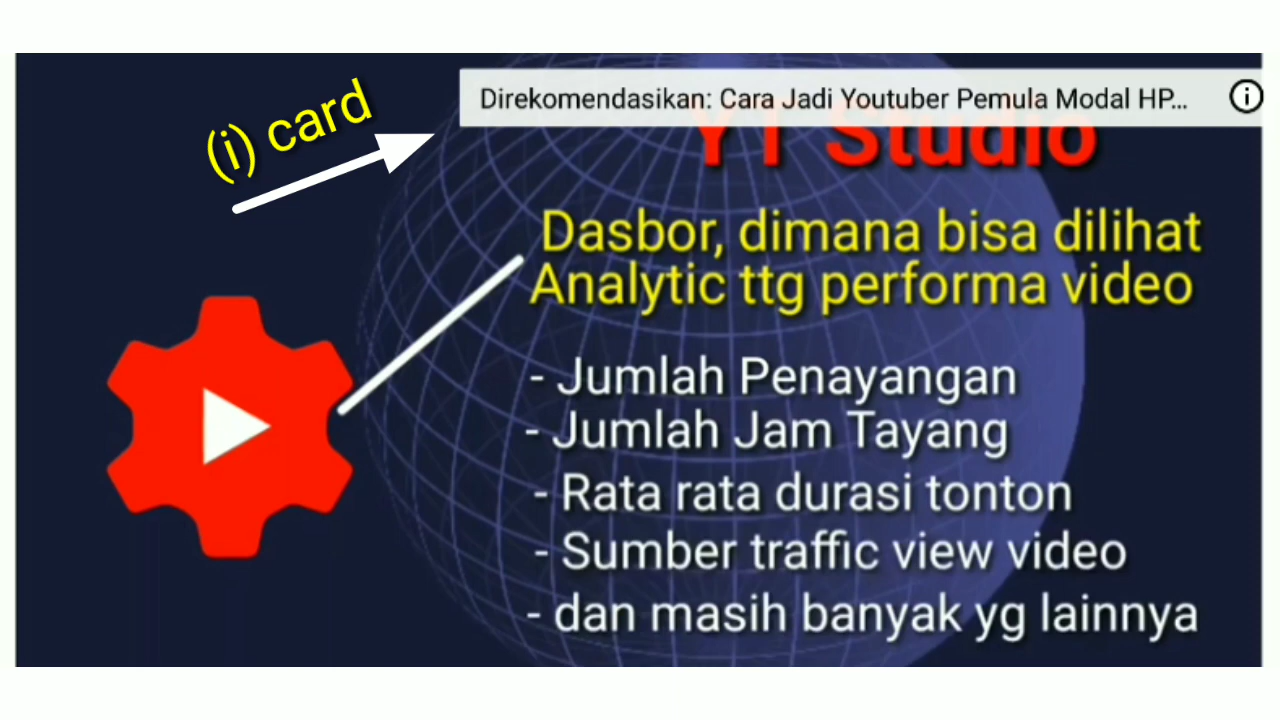 (i) card
Direkomendasikan: Cara Jadi Youtuber Pemula Modal HP...
YT Studio
Dasbor, dimana bisa dilihat
Analytic ttg performa video
- Jumlah Penayangan
- Jumlah Jam Tayang
- Rata rata durasi tonton
- Sumber traffic view video
- dan masih banyak yg lainnya